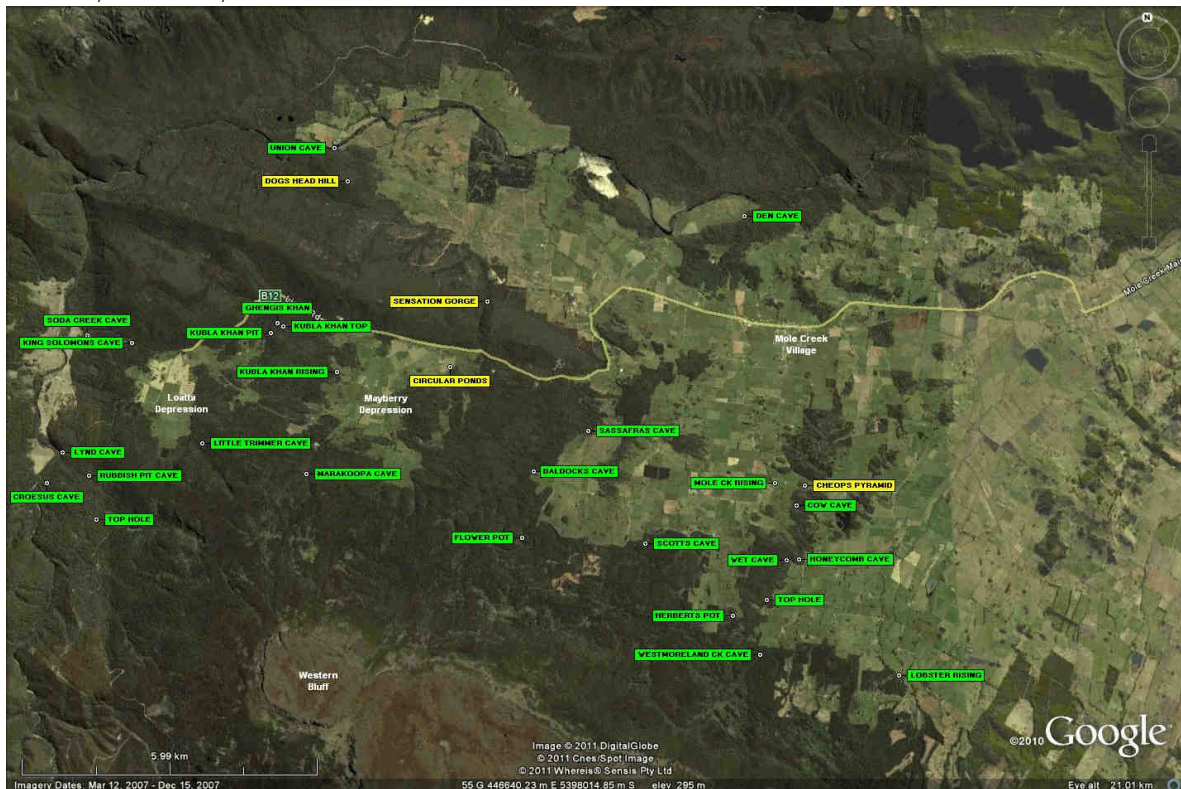 N
UNION CAVE
DOGS HEAD HILL
DEN CAVE
B12
GHENGIS KHAN
SENSATION GORGE
Mole Creek Main
SODA CREEK CAVE
KUBLA KHAN PIT
KUBLA KHAN TOP
KING SOLOMONS CAVE
Mole Creek
Village
KUBLA KHAN RISING
CIRCULAR PONDS
Loatta
Depression
Mayberry
Depression
SASSAFRAS CAVE
LITTLE TRIMMER CAVE
LYND CAVE
RUBBISH PIT CAVE
MARAKOOPA CAVE
BALDOCKS CAVE
MOLE CK RISING
CHEOPS PYRAMID
CROESUS CAVE
COW CAVE
TOP HOLE
FLOWER POT
SCOTTS CAVE
WET CAVE
HONEYCOMB CAVE
TOP HOLE
HERBERTS POT
WESTMORELAND CK CAVE
LOBSTER RISING
Western
Bluff
5.99 km
Image © 2011 DigitalGlobe
© 2011 Cnes/Spot Image
© 2011 Whereis® Sensis Pty Ltd
©2010 Google
Imagery Dates: Mar 12, 2007 - Dec 15, 2007
55 G 446640.23 m E 5398014.85 m S elev 295 m
Eye alt 21.01 km